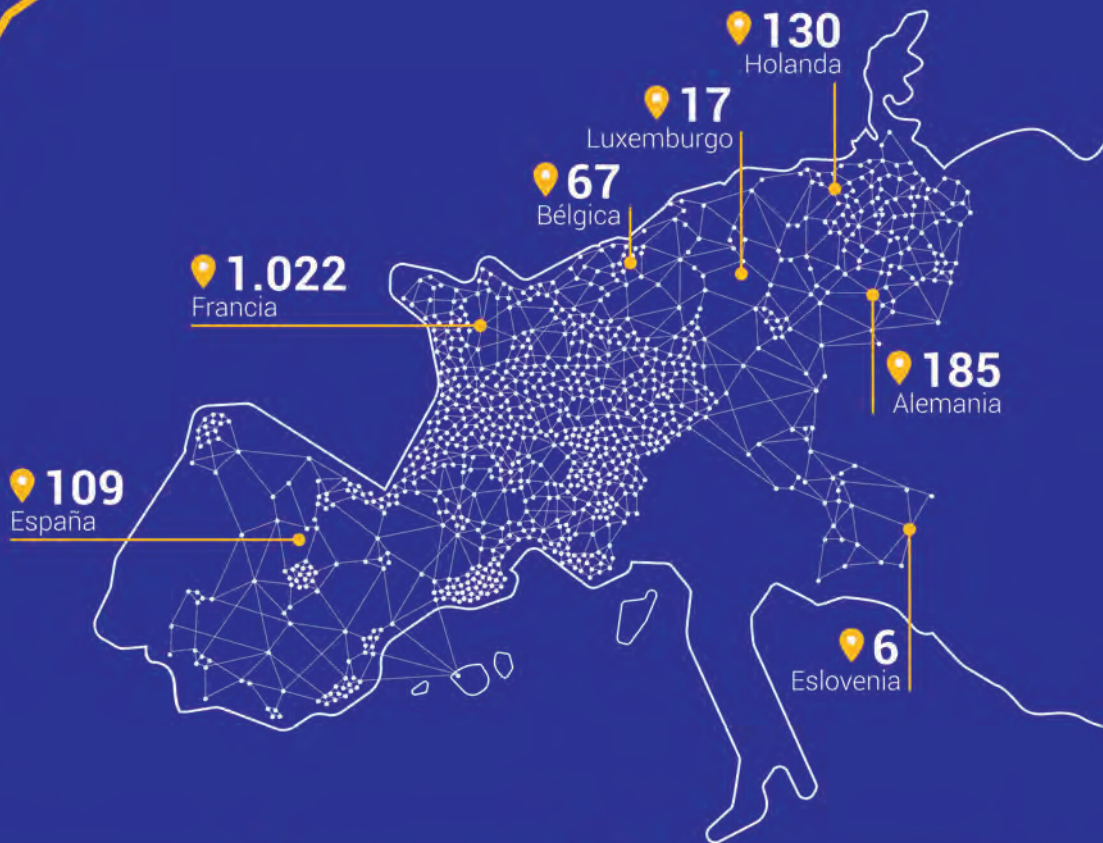 130
Holanda
17
Luxemburgo
67
Bélgica
1.022
Francia
185
Alemania
109
España
6
Eslovenia